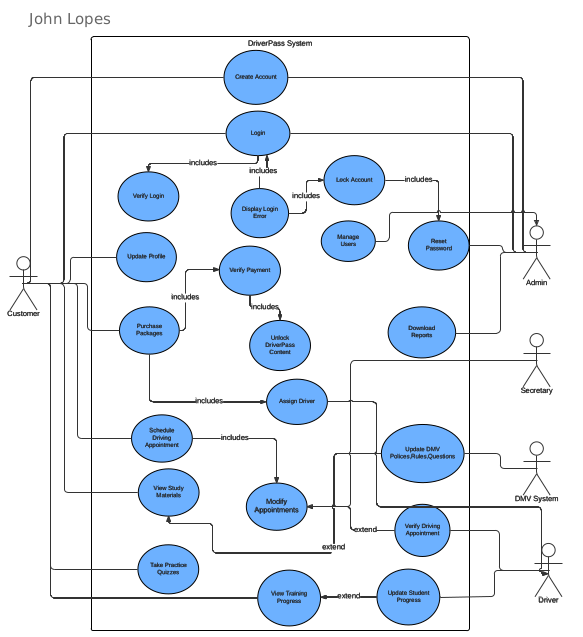 John Lopes
DriverPass System
Create Account
Login
includes
includes
Verify Login
Lock Account
includes
includes
Display Login
Error
Manage
Users
Reset
Password
Update Profile
Verify Payment
Admin
includes
Customer
includes
Purchase
Packages
Unlock
DriverPass
Content
Download
Reports
Secretary
includes
Assign Driver
Schedule
Driving
Appointment
includes
Update DMV
Polices,Rules,Questions
View Study
Materials
Modify
Appointments
DMV System
extend
Verify Driving
Appointment
extend
Take Practice
Quizzes
View Training
Progress
extend
Update Student
Progress
Driver